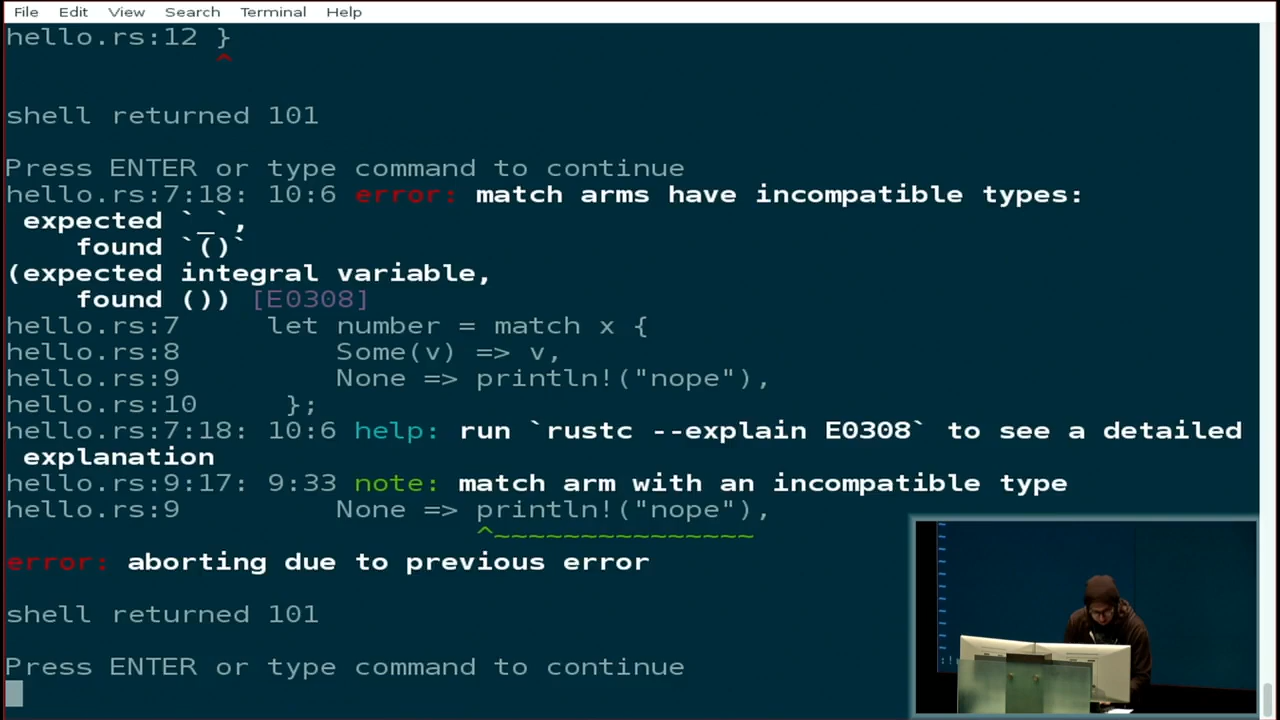 File Edit View Search Terminal Help
hello.rs:12 }
^
shell returned 101
Press ENTER or type command to continue
hello.rs:7:18: 10:6 error: match arms have incompatible types:
 expected `_`,
    found `()`
(expected integral variable,
    found ()) [E0308]
hello.rs:7     let number = match x {
hello.rs:8         Some(v) => v,
hello.rs:9         None => println!("nope"),
hello.rs:10     };
hello.rs:7:18: 10:6 help: run `rustc --explain E0308` to see a detailed
 explanation
hello.rs:9:17: 9:33 note: match arm with an incompatible type
hello.rs:9         None => println!("nope"),
^~~~~~~~~~~~~~~~
error: aborting due to previous error
shell returned 101
Press ENTER or type command to continue